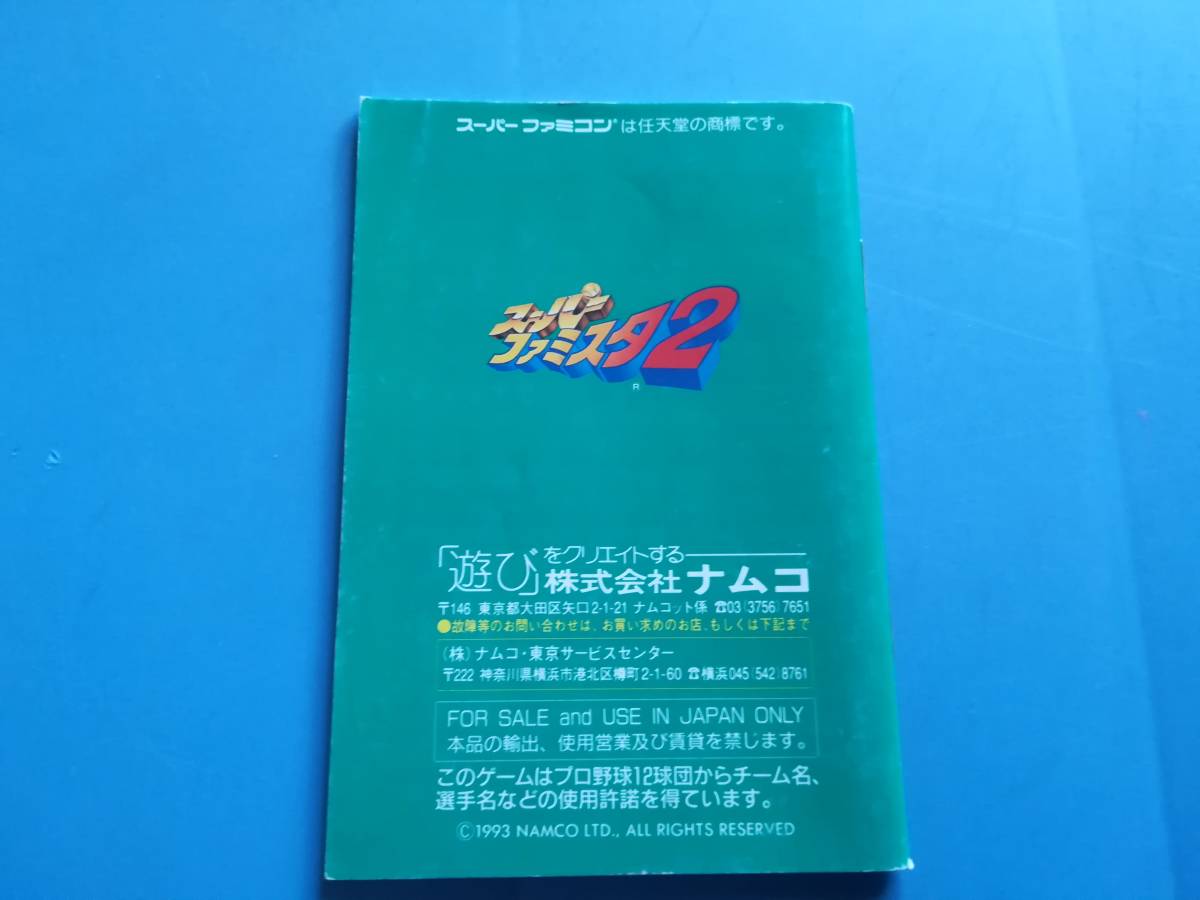 スーパーファミコン®は任天堂の商標です。
スーパー
ファミスタ2
R
「遊び」をクリエイトする
株式会社ナムコ
〒146 東京都大田区矢口2-1-21 ナムコット係 ☎03(3756)7651
●故障等のお問い合わせは、お買い求めのお店、もしくは下記まで
(株)ナムコ・東京サービスセンター
〒222 神奈川県横浜市港北区樽町2-1-60 ☎横浜045(542)8761
FOR SALE and USE IN JAPAN ONLY
本品の輸出、使用営業及び賃貸を禁じます。
このゲームはプロ野球12球団からチーム名、
選手名などの使用許諾を得ています。
©1993 NAMCO LTD., ALL RIGHTS RESERVED